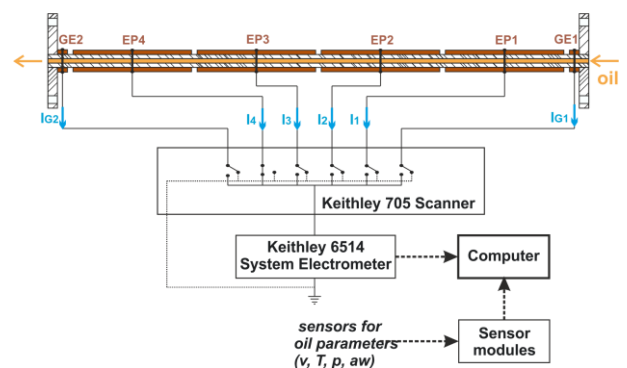 GE2 EP4 EP3 EP2 EP1 GE1
oil
IG2 I4 I3 I2 I1 IG1
Keithley 705 Scanner
Keithley 6514
System Electrometer
Computer
sensors for
oil parameters
(v, T, p, aw)
Sensor
modules